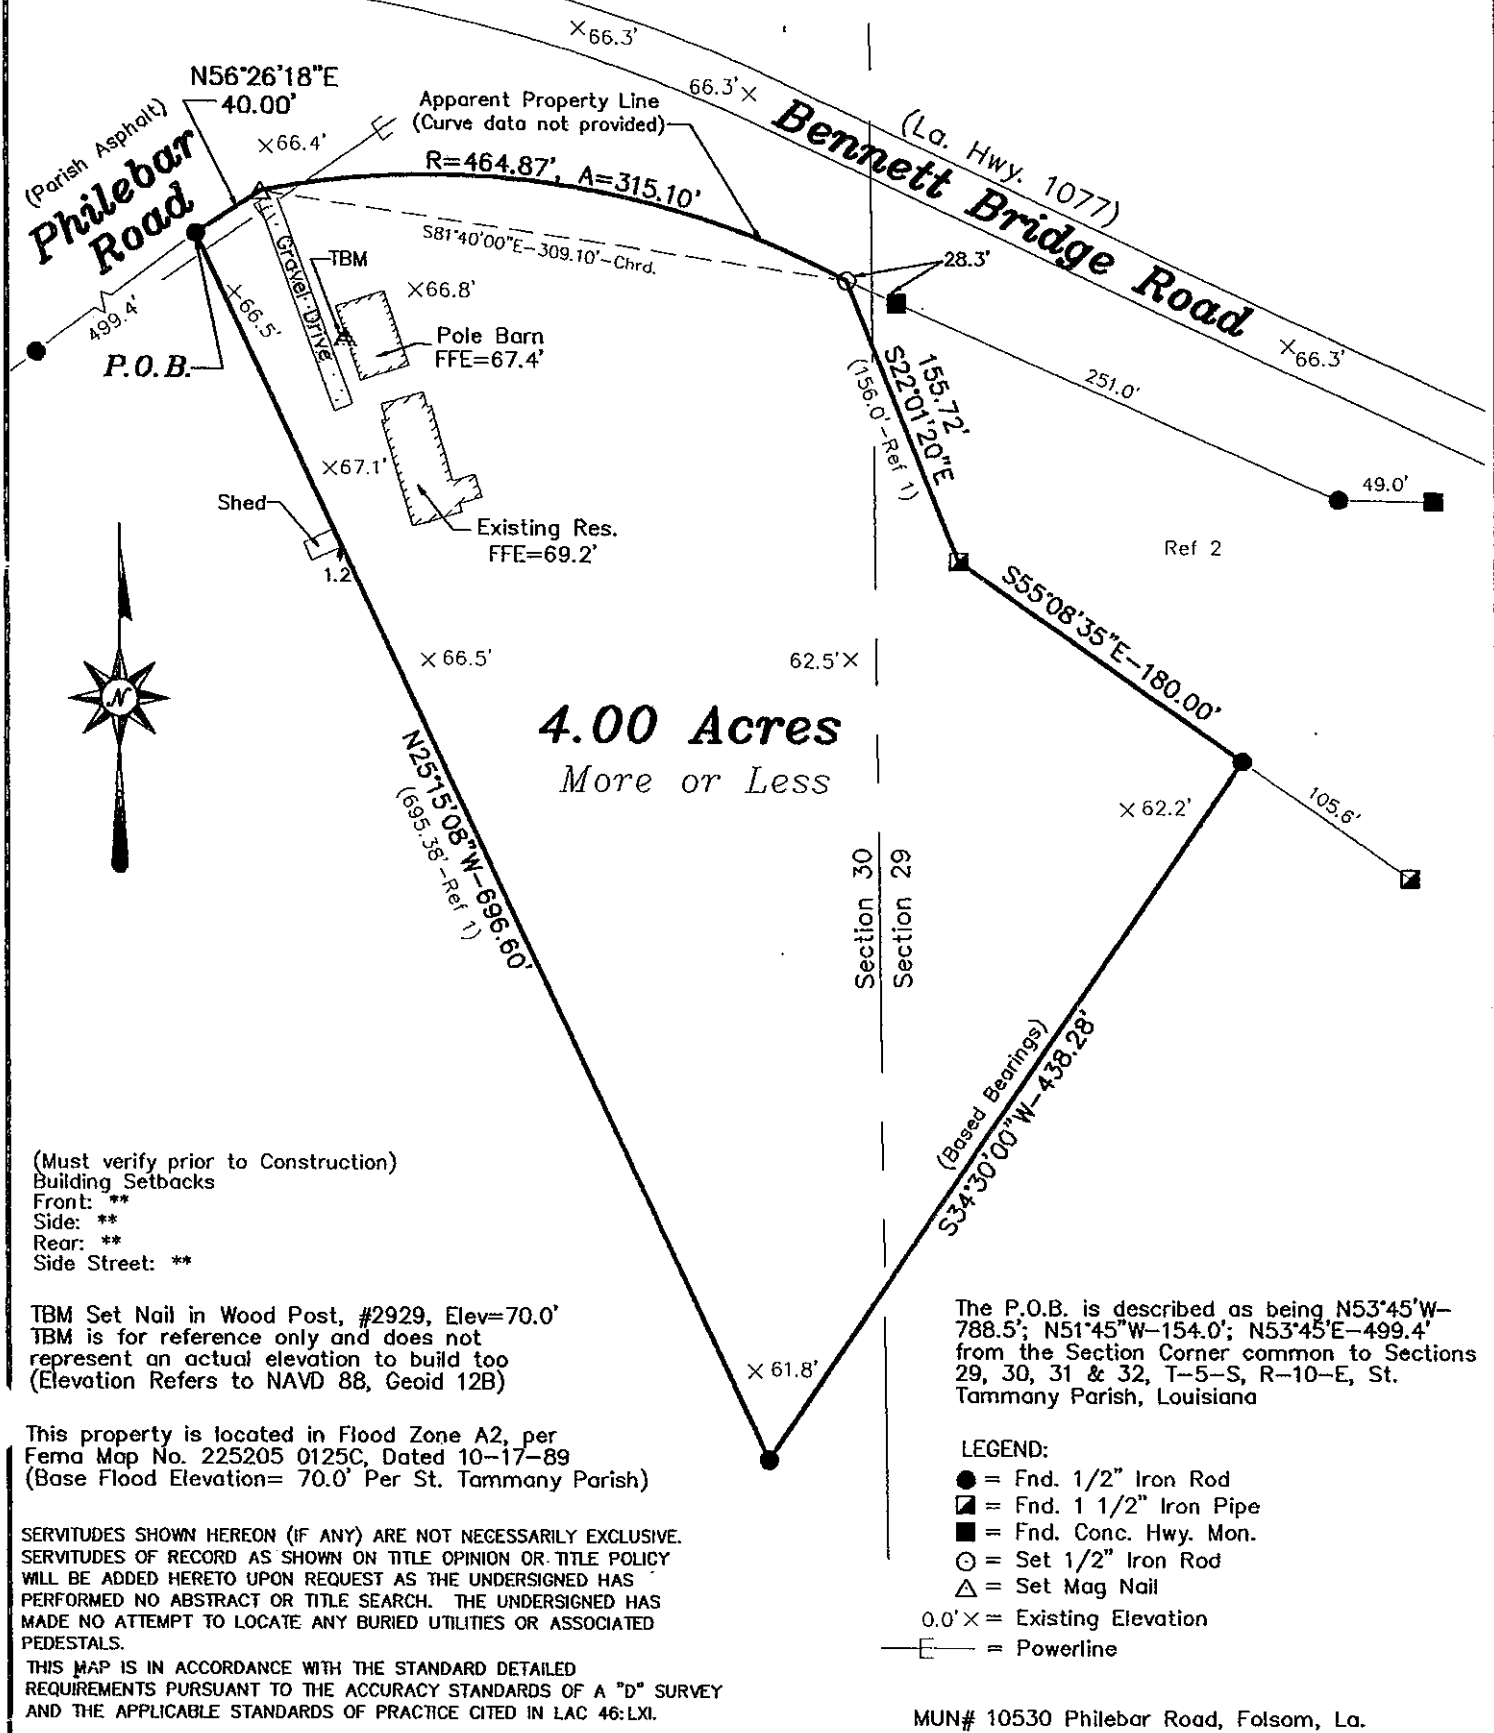 66.3'
N56°26'18"E
40.00'
(Parish Asphalt)
Philebar
Road
66.4'
E
Apparent Property Line
(Curve data not provided)
66.3'
Bennett Bridge Road
(La. Hwy. 1077)
R=464.87', A=315.10'
S81°40'00"E-309.10'-Chrd.
28.3'
Gravel Drive
TBM
66.8'
66.5'
499.4'
P.O.B.
Pole Barn
FFE=67.4'
66.3'
155.72'
S22°01'20"E
(156.0'-Ref 1)
251.0'
67.1'
49.0'
Shed
Existing Res.
FFE=69.2'
Ref 2
1.2'
S55°08'35"E-180.00'
66.5'
62.5'
N
4.00 Acres
More or Less
N25°15'08"W-696.60'
(695.38'-Ref 1)
62.2'
105.6'
Section 30
Section 29
(Based Bearings)
S34°30'00"W-438.28'
61.8'
(Must verify prior to Construction)
Building Setbacks
Front: **
Side: **
Rear: **
Side Street: **
TBM Set Nail in Wood Post, #2929, Elev=70.0'
TBM is for reference only and does not
represent an actual elevation to build too
(Elevation Refers to NAVD 88, Geoid 12B)
This property is located in Flood Zone A2, per
Fema Map No. 225205 0125C, Dated 10-17-89
(Base Flood Elevation= 70.0' Per St. Tammany Parish)
SERVITUDES SHOWN HEREON (IF ANY) ARE NOT NECESSARILY EXCLUSIVE.
SERVITUDES OF RECORD AS SHOWN ON TITLE OPINION OR TITLE POLICY
WILL BE ADDED HERETO UPON REQUEST AS THE UNDERSIGNED HAS
PERFORMED NO ABSTRACT OR TITLE SEARCH. THE UNDERSIGNED HAS
MADE NO ATTEMPT TO LOCATE ANY BURIED UTILITIES OR ASSOCIATED
PEDESTALS.
THIS MAP IS IN ACCORDANCE WITH THE STANDARD DETAILED
REQUIREMENTS PURSUANT TO THE ACCURACY STANDARDS OF A "D" SURVEY
AND THE APPLICABLE STANDARDS OF PRACTICE CITED IN LAC 46:LXI.
The P.O.B. is described as being N53°45'W-
788.5'; N51°45"W-154.0'; N53°45'E-499.4'
from the Section Corner common to Sections
29, 30, 31 & 32, T-5-S, R-10-E, St.
Tammany Parish, Louisiana
LEGEND:
= Fnd. 1/2" Iron Rod
= Fnd. 1 1/2" Iron Pipe
= Fnd. Conc. Hwy. Mon.
= Set 1/2" Iron Rod
= Set Mag Nail
0.0' X = Existing Elevation
E = Powerline
MUN# 10530 Philebar Road, Folsom, La.